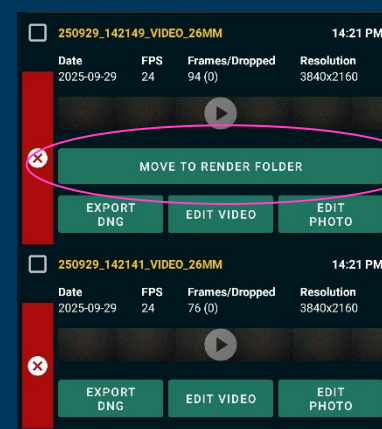 250929_142149_VIDEO_26MM 14:21 PM
Date FPS Frames/Dropped Resolution
2025-09-29 24 94 (0) 3840x2160
MOVE TO RENDER FOLDER
EXPORT DNG EDIT VIDEO EDIT PHOTO
250929_142141_VIDEO_26MM 14:21 PM
Date FPS Frames/Dropped Resolution
2025-09-29 24 76 (0) 3840x2160
EXPORT DNG EDIT VIDEO EDIT PHOTO